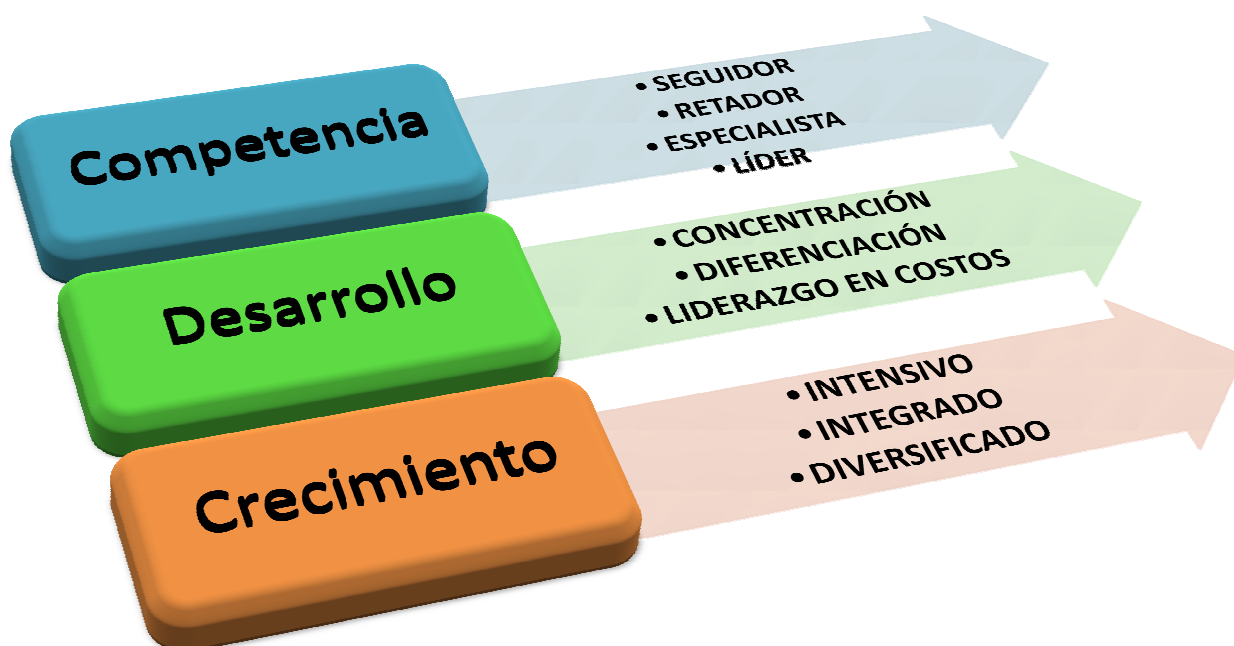 Competencia
• SEGUIDOR
• RETADOR
• ESPECIALISTA
• LÍDER
Desarrollo
• CONCENTRACIÓN
• DIFERENCIACIÓN
• LIDERAZGO EN COSTOS
Crecimiento
• INTENSIVO
• INTEGRADO
• DIVERSIFICADO